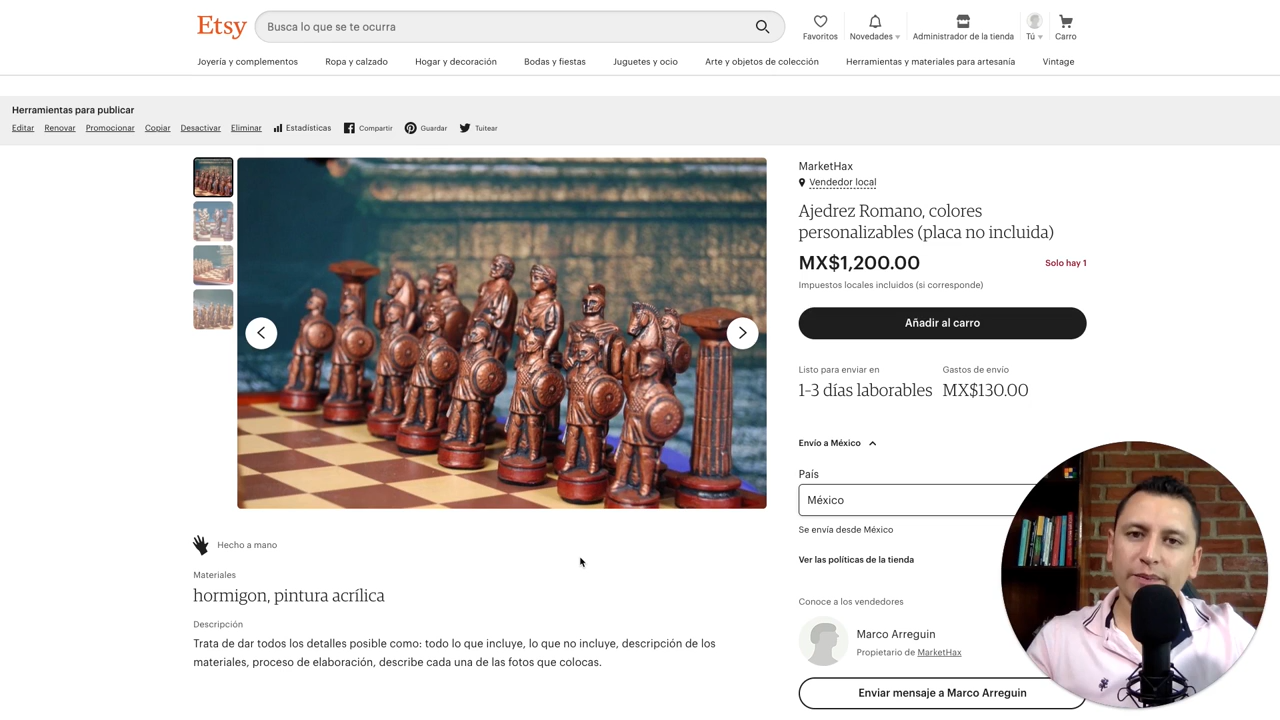 Etsy
Busca lo que se te ocurra
Favoritos
Novedades
Administrador de la tienda
Tú
Carro
Joyería y complementos
Ropa y calzado
Hogar y decoración
Bodas y fiestas
Juguetes y ocio
Arte y objetos de colección
Herramientas y materiales para artesanía
Vintage
Herramientas para publicar
Editar
Renovar
Promocionar
Copiar
Desactivar
Eliminar
Estadísticas
Compartir
Guardar
Tuitear
MarketHax
Vendedor local
Ajedrez Romano, colores
personalizables (placa no incluida)
MX$1,200.00
Solo hay 1
Impuestos locales incluidos (si corresponde)
Añadir al carro
Listo para enviar en
Gastos de envío
1-3 días laborables
MX$130.00
Envío a México
País
México
Se envía desde México
Ver las políticas de la tienda
Conoce a los vendedores
Marco Arreguin
Propietario de MarketHax
Enviar mensaje a Marco Arreguin
Hecho a mano
Materiales
hormigon, pintura acrílica
Descripción
Trata de dar todos los detalles posible como: todo lo que incluye, lo que no incluye, descripción de los
materiales, proceso de elaboración, describe cada una de las fotos que colocas.